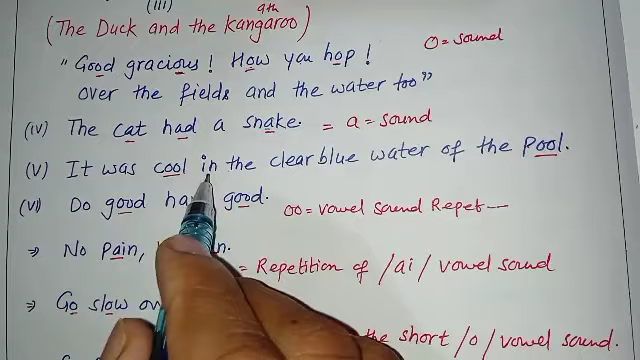 (III)
9th
(The Duck and the Kangaroo)
"Good gracious! How you hop!
O = sound
over the fields and the water too"
(iv) The cat had a snake. = a = sound
(v) It was cool in the clear blue water of the pool.
(vi) Do good ha good.
oo = vowel sound Repet —
⇒ No Pain, n.
= Repetition of /ai/ vowel sound
⇒ Go slow ov
the short /o/ vowel sound.